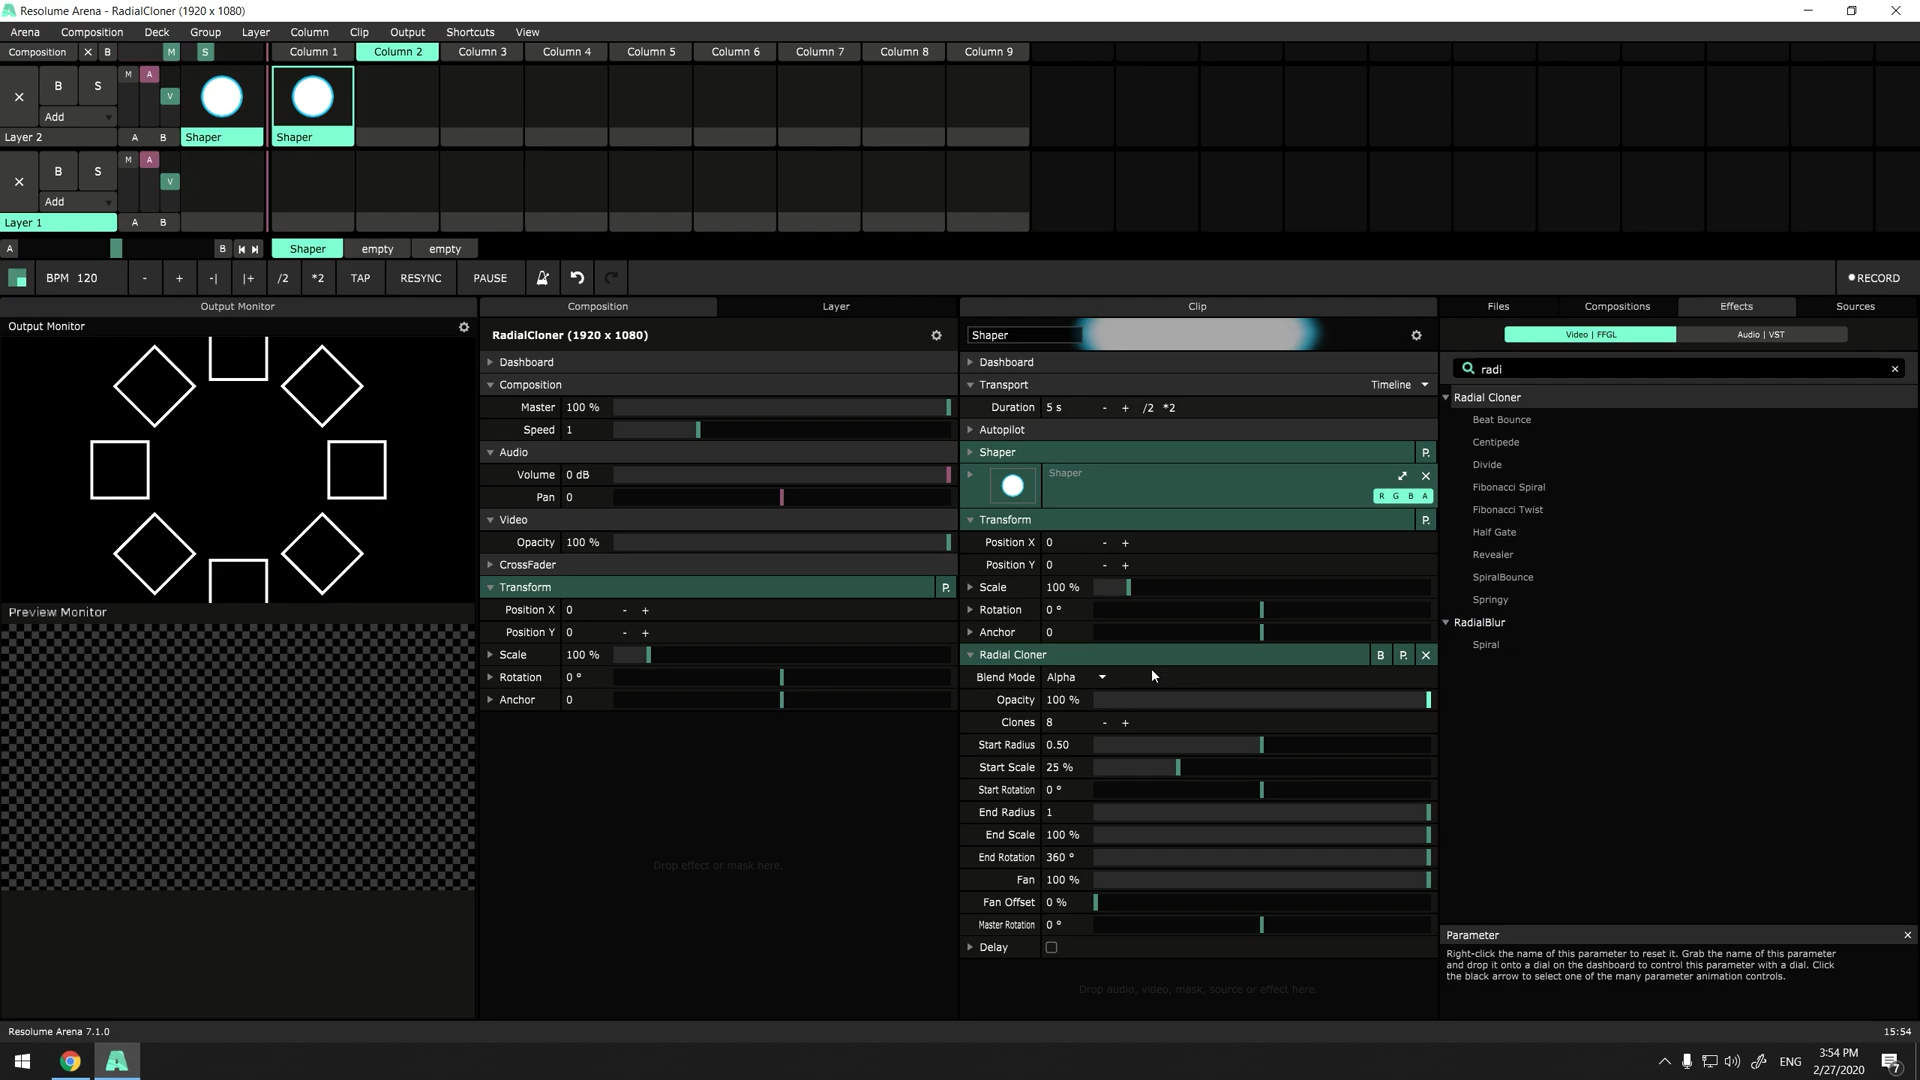 Resolume Arena - RadialCloner (1920 x 1080)
Arena Composition Deck Group Layer Column Clip Output Shortcuts View
Composition B M S Column 1 Column 2 Column 3 Column 4 Column 5 Column 6 Column 7 Column 8 Column 9
M A
B S
V
Add
Layer 2 A B Shaper Shaper
M A
B S
V
Add
Layer 1 A B
A B Shaper empty empty
BPM 120 - + -| |+ /2 *2 TAP RESYNC PAUSE RECORD
Output Monitor
Output Monitor
Preview Monitor
Composition Layer
RadialCloner (1920 x 1080)
Dashboard
Composition
Master 100 %
Speed 1
Audio
Volume 0 dB
Pan 0
Video
Opacity 100 %
CrossFader
Transform P.
Position X 0 - +
Position Y 0 - +
Scale 100 %
Rotation 0 °
Anchor 0
Drop effect or mask here.
Clip
Shaper
Dashboard
Transport Timeline
Duration 5 s - + /2 *2
Autopilot
Shaper P.
Shaper
R G B A
Transform P.
Position X 0 - +
Position Y 0 - +
Scale 100 %
Rotation 0 °
Anchor 0
Radial Cloner B P.
Blend Mode Alpha
Opacity 100 %
Clones 8 - +
Start Radius 0.50
Start Scale 25 %
Start Rotation 0 °
End Radius 1
End Scale 100 %
End Rotation 360 °
Fan 100 %
Fan Offset 0 %
Master Rotation 0 °
Delay
Drop audio, video, mask, source or effect here.
Files Compositions Effects Sources
Video | FFGL Audio | VST
radi
Radial Cloner
Beat Bounce
Centipede
Divide
Fibonacci Spiral
Fibonacci Twist
Half Gate
Revealer
SpiralBounce
Springy
RadialBlur
Spiral
Parameter
Right-click the name of this parameter to reset it. Grab the name of this parameter
and drop it onto a dial on the dashboard to control this parameter with a dial. Click
the black arrow to select one of the many parameter animation controls.
Resolume Arena 7.1.0 15:54
ENG
3:54 PM
2/27/2020
7